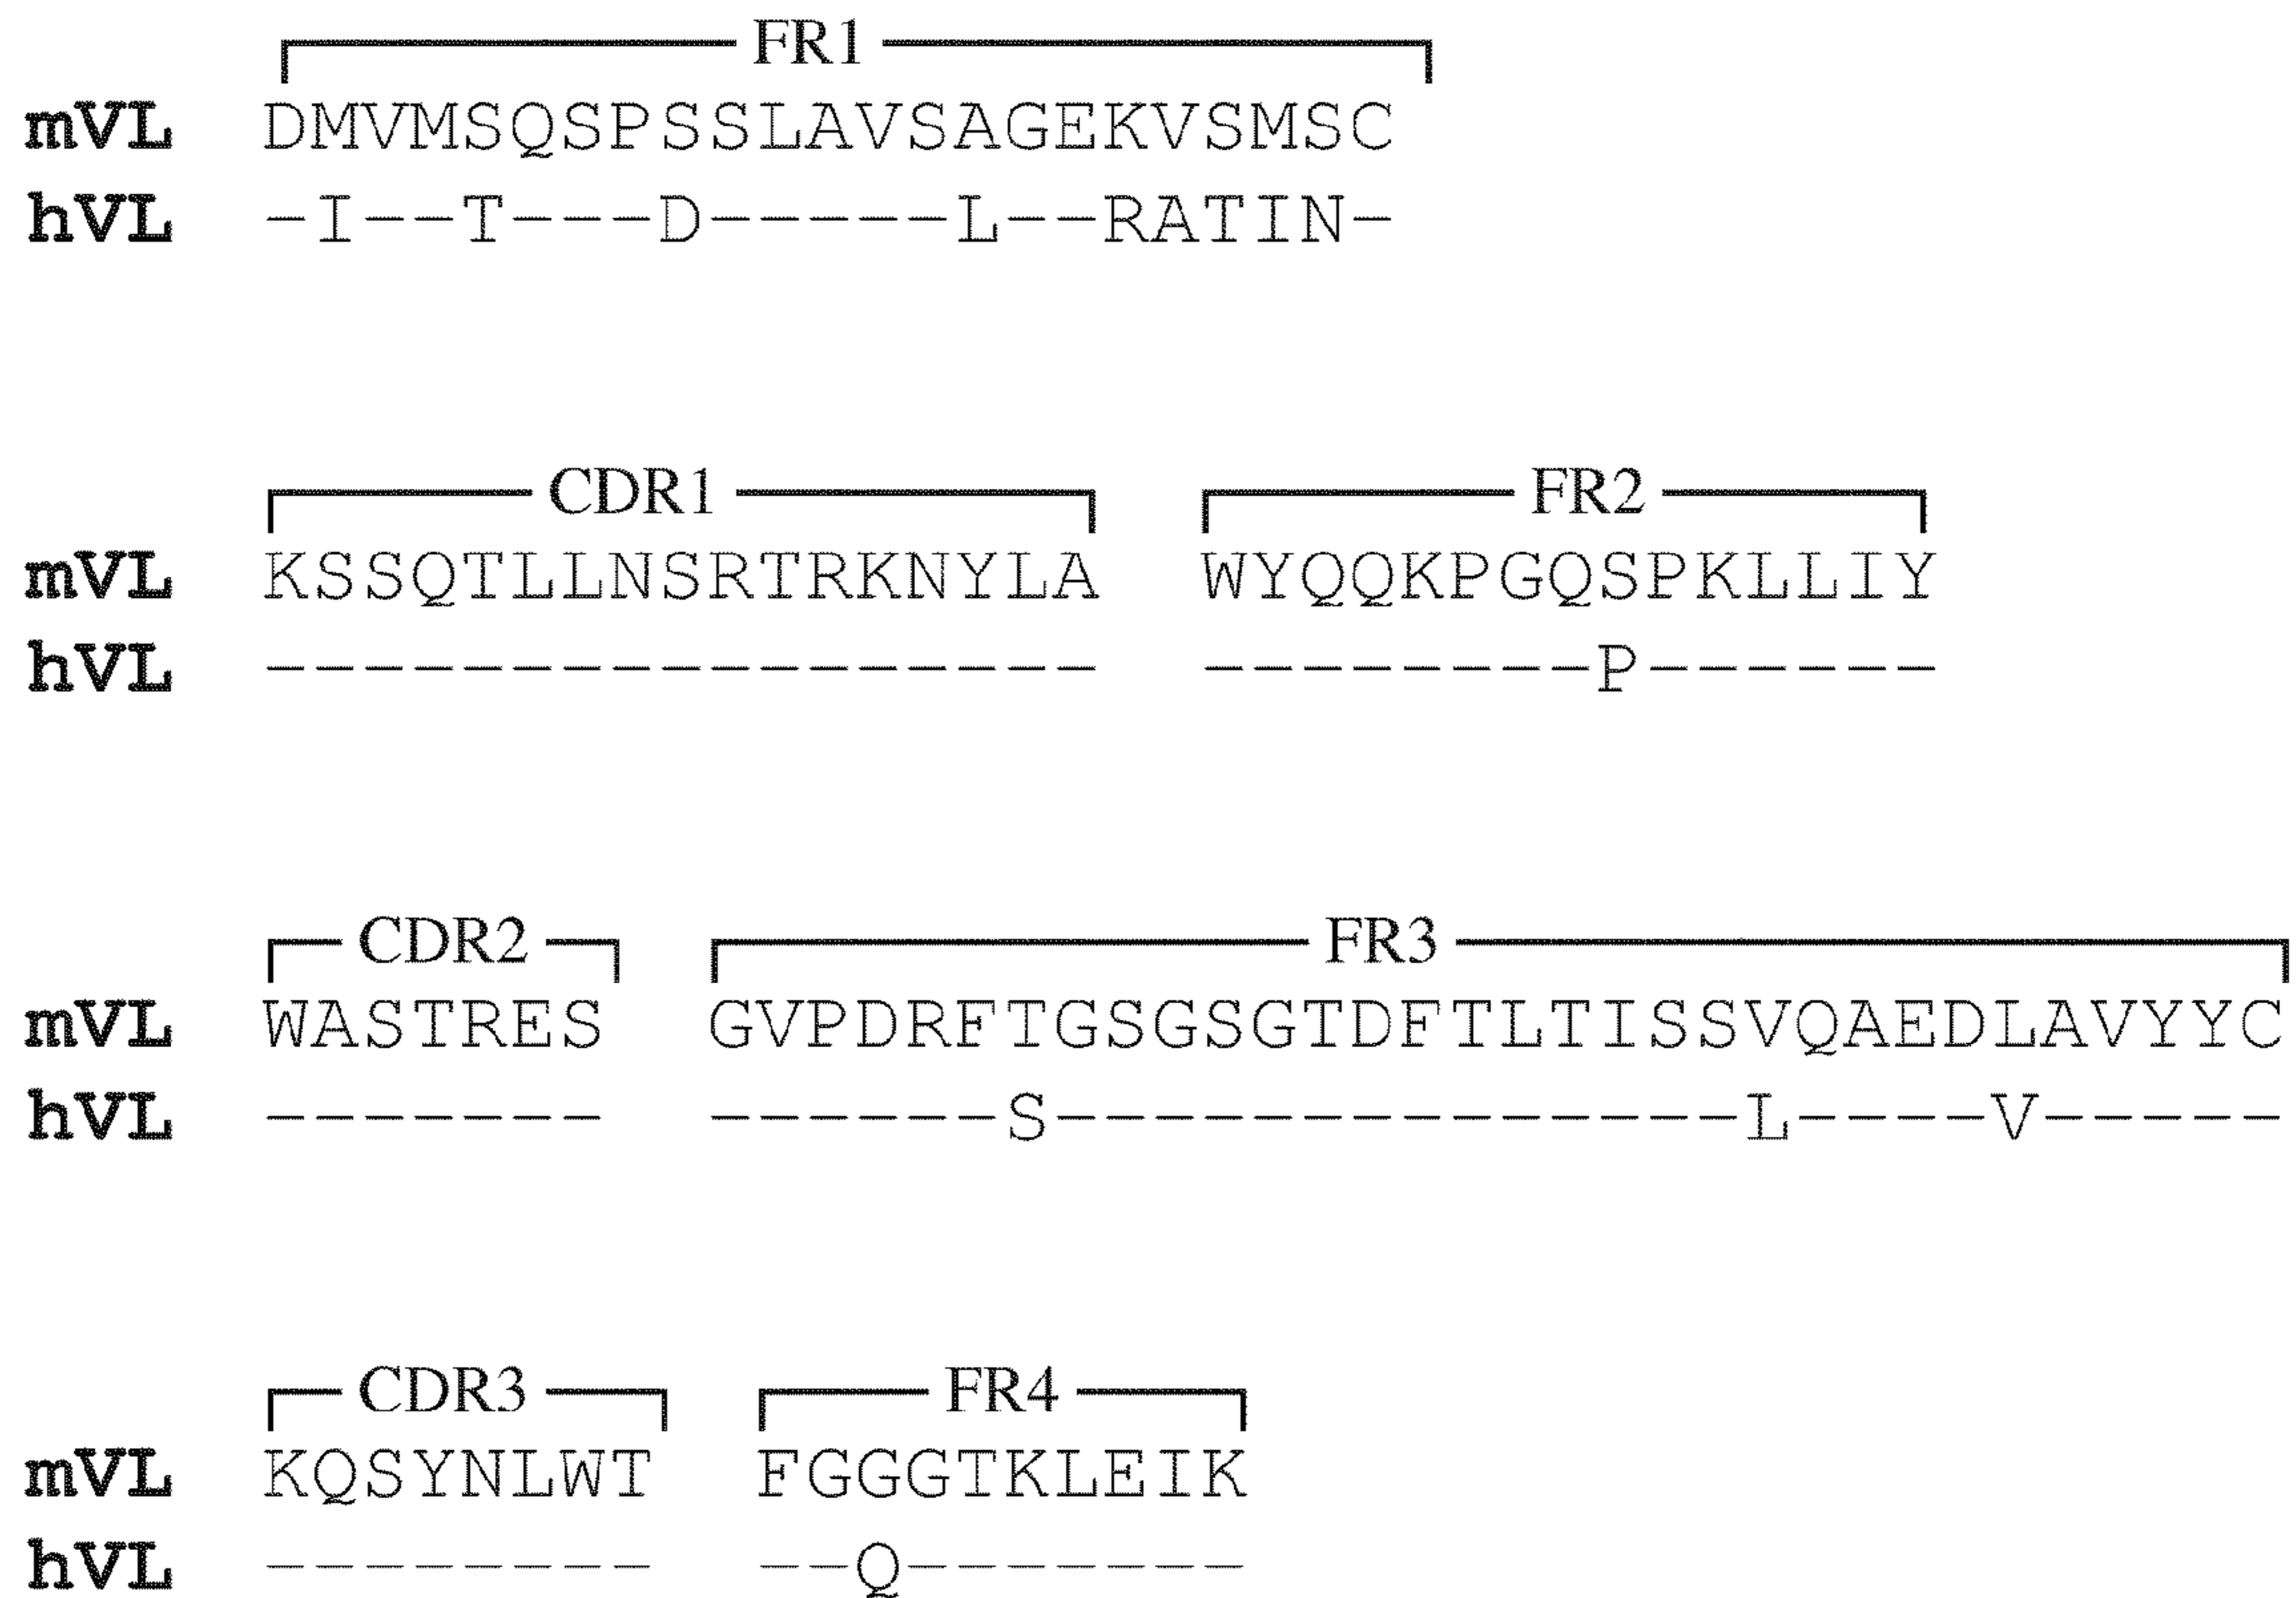 FR1
mVL DMVMSQSPSSLAVSAGEKVSMSC
hVL -I--T---D-----L--RATIN-
CDR1 FR2
mVL KSSQTLLNSRTRKNYLA WYQQKPGQSPKLLIY
hVL ----------------- --------P------
CDR2 FR3
mVL WASTRES GVPDRFTGSGSGTDFTLTISSVQAEDLAVYYC
hVL ------- ------S--------------L----V-----
CDR3 FR4
mVL KQSYNLWT FGGGTKLEIK
hVL -------- --Q-------